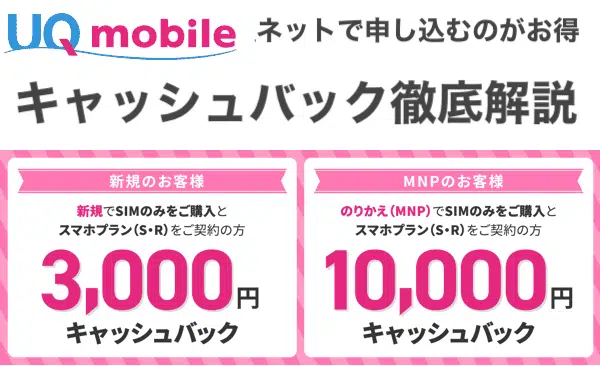 UQ mobile ネットで申し込むのがお得
キャッシュバック徹底解説
新規のお客様
新規でSIMのみをご購入と
スマホプラン(S・R)をご契約の方
3,000円
キャッシュバック
MNPのお客様
のりかえ(MNP)でSIMのみをご購入と
スマホプラン(S・R)をご契約の方
10,000円
キャッシュバック